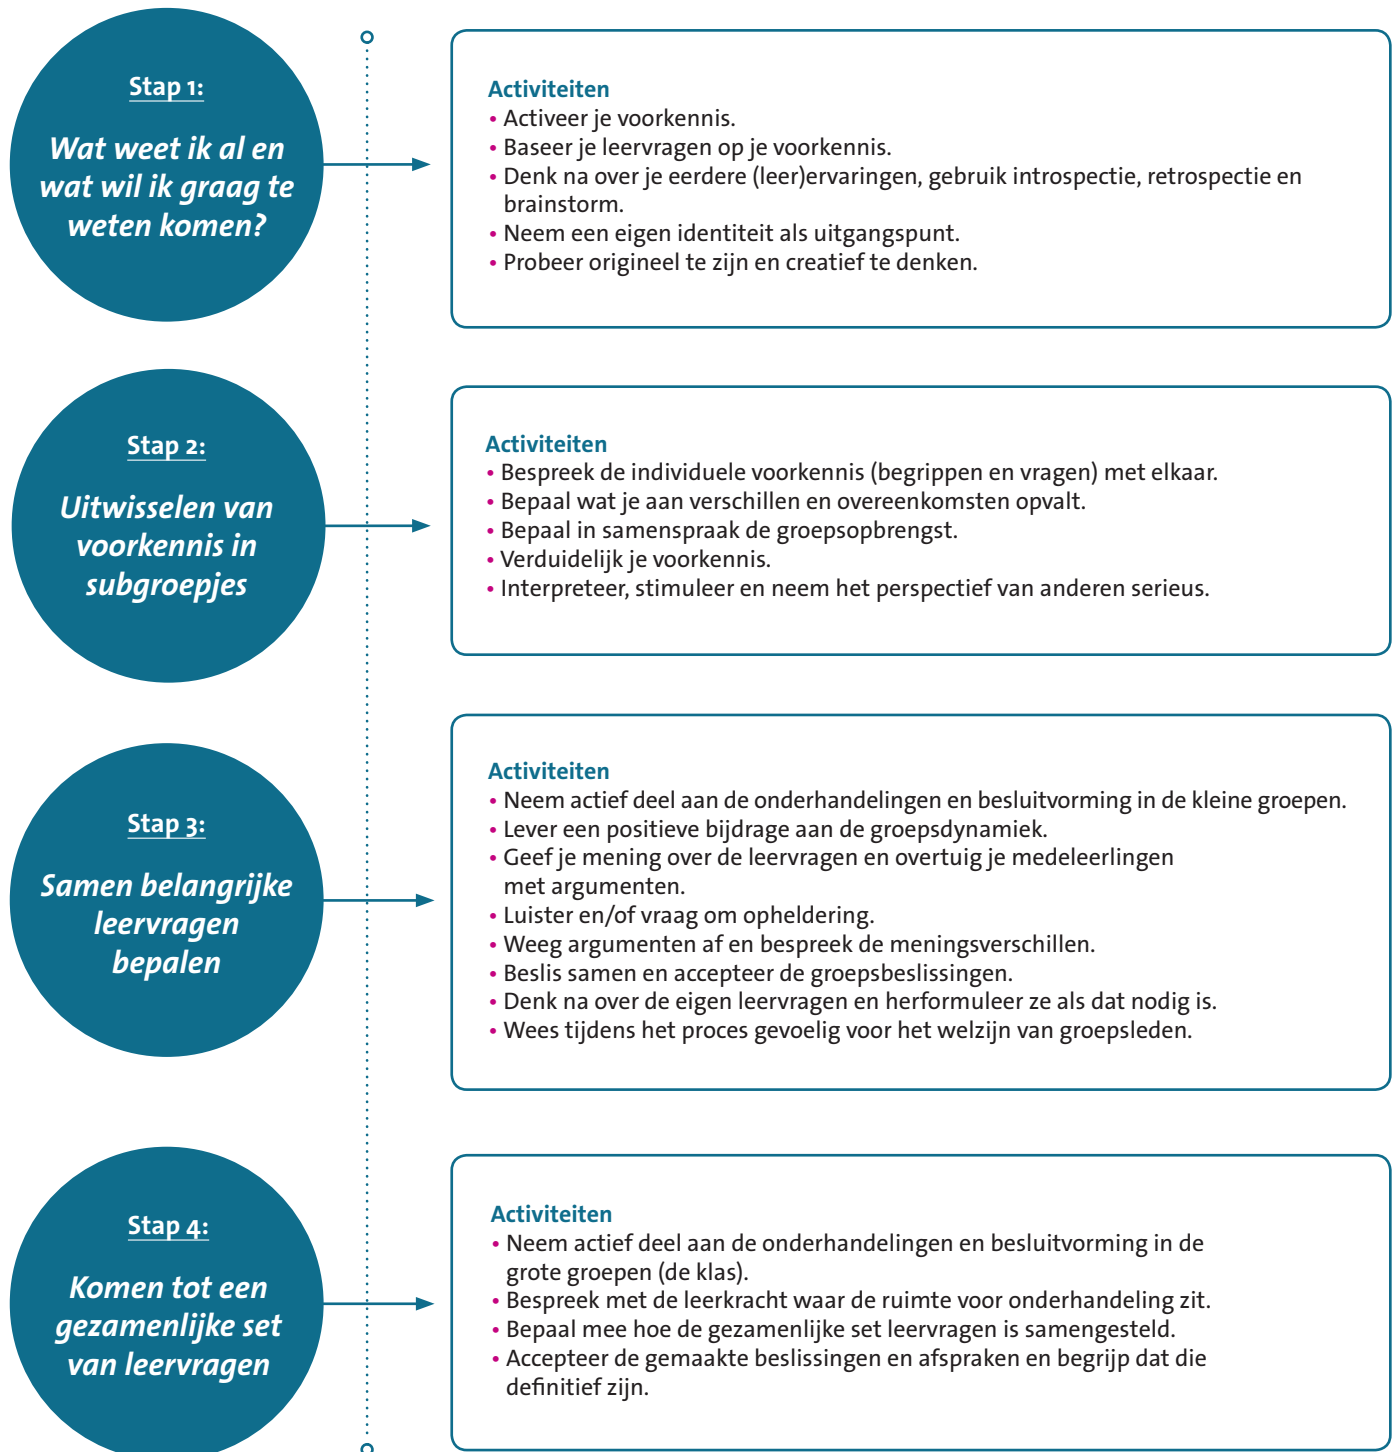 Stap 1:
Wat weet ik al en
wat wil ik graag te
weten komen?
Activiteiten
• Activeer je voorkennis.
• Baseer je leervragen op je voorkennis.
• Denk na over je eerdere (leer)ervaringen, gebruik introspectie, retrospectie en
brainstorm.
• Neem een eigen identiteit als uitgangspunt.
• Probeer origineel te zijn en creatief te denken.
Stap 2:
Uitwisselen van
voorkennis in
subgroepjes
Activiteiten
• Bespreek de individuele voorkennis (begrippen en vragen) met elkaar.
• Bepaal wat je aan verschillen en overeenkomsten opvalt.
• Bepaal in samenspraak de groepsopbrengst.
• Verduidelijk je voorkennis.
• Interpreteer, stimuleer en neem het perspectief van anderen serieus.
Stap 3:
Samen belangrijke
leervragen
bepalen
Activiteiten
• Neem actief deel aan de onderhandelingen en besluitvorming in de kleine groepen.
• Lever een positieve bijdrage aan de groepsdynamiek.
• Geef je mening over de leervragen en overtuig je medeleerlingen
met argumenten.
• Luister en/of vraag om opheldering.
• Weeg argumenten af en bespreek de meningsverschillen.
• Beslis samen en accepteer de groepsbeslissingen.
• Denk na over de eigen leervragen en herformuleer ze als dat nodig is.
• Wees tijdens het proces gevoelig voor het welzijn van groepsleden.
Stap 4:
Komen tot een
gezamenlijke set
van leervragen
Activiteiten
• Neem actief deel aan de onderhandelingen en besluitvorming in de
grote groepen (de klas).
• Bespreek met de leerkracht waar de ruimte voor onderhandeling zit.
• Bepaal mee hoe de gezamenlijke set leervragen is samengesteld.
• Accepteer de gemaakte beslissingen en afspraken en begrijp dat die
definitief zijn.